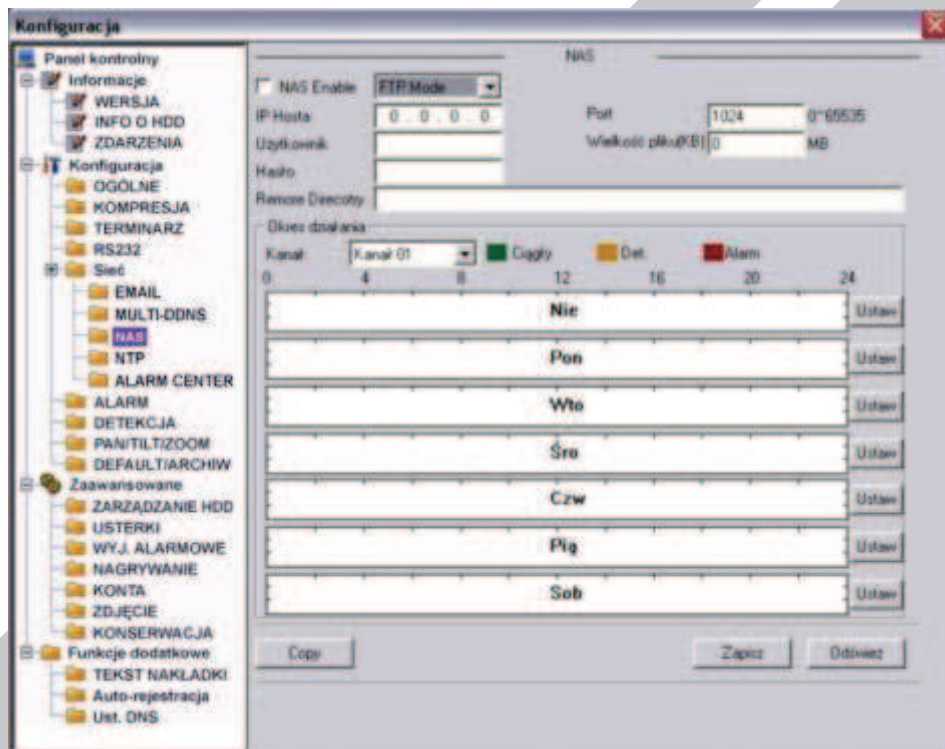 Konfiguracja
Panel kontrolny
Informacje
WERSJA
INFO O HDD
ZDARZENIA
Konfiguracja
OGÓLNE
KOMPRESJA
TERMINARZ
RS232
Sieć
EMAIL
MULTI-DDNS
NAS
NTP
ALARM CENTER
ALARM
DETEKCJA
PAN/TILT/ZOOM
DEFAULT/ARCHIW
Zaawansowane
ZARZĄDZANIE HDD
USTERKI
WYJ. ALARMOWE
NAGRYWANIE
KONTA
ZDJĘCIE
KONSERWACJA
Funkcje dodatkowe
TEKST NAKŁADKI
Auto-rejestracja
Ust. DNS
NAS
NAS Enable FTP Mode
IP Hosta 0 . 0 . 0 . 0 Port 1024 0~65535
Użytkownik Wielkość pliku(KB) 0 MB
Hasło
Remore Direcoby
Okres działania
Kanał: Kanał 01 Ciągły Det. Alarm
0 4 8 12 16 20 24
Nie Ustaw
Pon Ustaw
Wto Ustaw
Śro Ustaw
Czw Ustaw
Pią Ustaw
Sob Ustaw
Copy Zapisz Odśwież